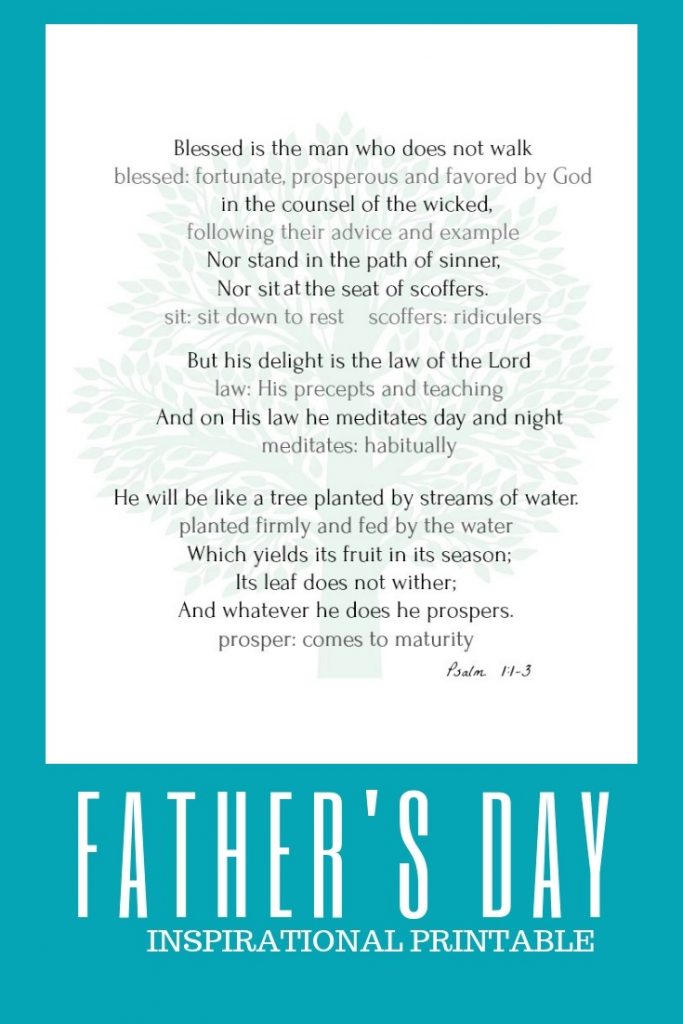 Blessed is the man who does not walk
blessed: fortunate, prosperous and favored by God
in the counsel of the wicked,
following their advice and example
Nor stand in the path of sinner,
Nor sit at the seat of scoffers.
sit: sit down to rest scoffers: ridiculers
But his delight is the law of the Lord
law: His precepts and teaching
And on His law he meditates day and night
meditates: habitually
He will be like a tree planted by streams of water.
planted firmly and fed by the water
Which yields its fruit in its season;
Its leaf does not wither;
And whatever he does he prospers.
prosper: comes to maturity
Psalm 1:1-3
FATHER'S DAY
INSPIRATIONAL PRINTABLE